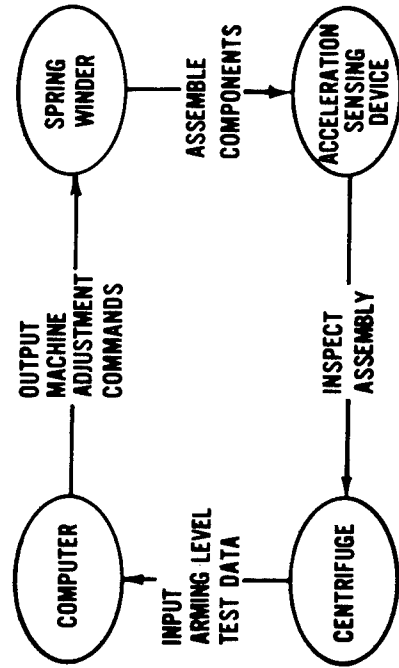 COMPUTER
OUTPUT
MACHINE
ADJUSTMENT
COMMANDS
SPRING
WINDER
ASSEMBLE
COMPONENTS
ACCELERATION
SENSING
DEVICE
INSPECT
ASSEMBLY
CENTRIFUGE
INPUT
ARMING LEVEL
TEST DATA